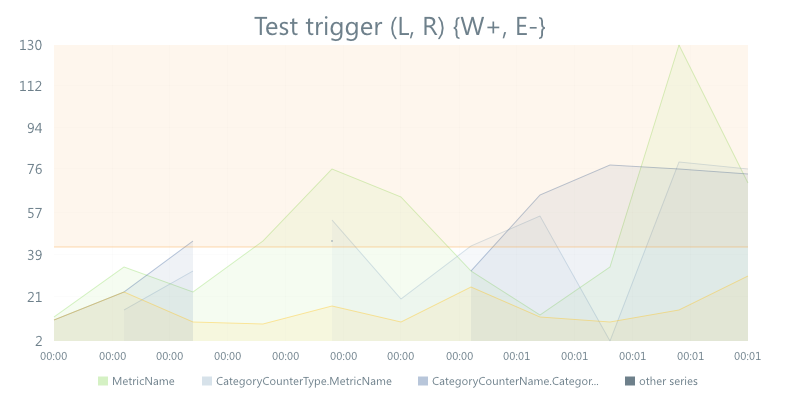 Test trigger (L, R) {W+, E-}
130
112
94
76
57
39
21
2
00:00 00:00 00:00 00:00 00:00 00:00 00:00 00:00 00:01 00:01 00:01 00:01 00:01
MetricName CategoryCounterType.MetricName CategoryCounterName.Categor... other series